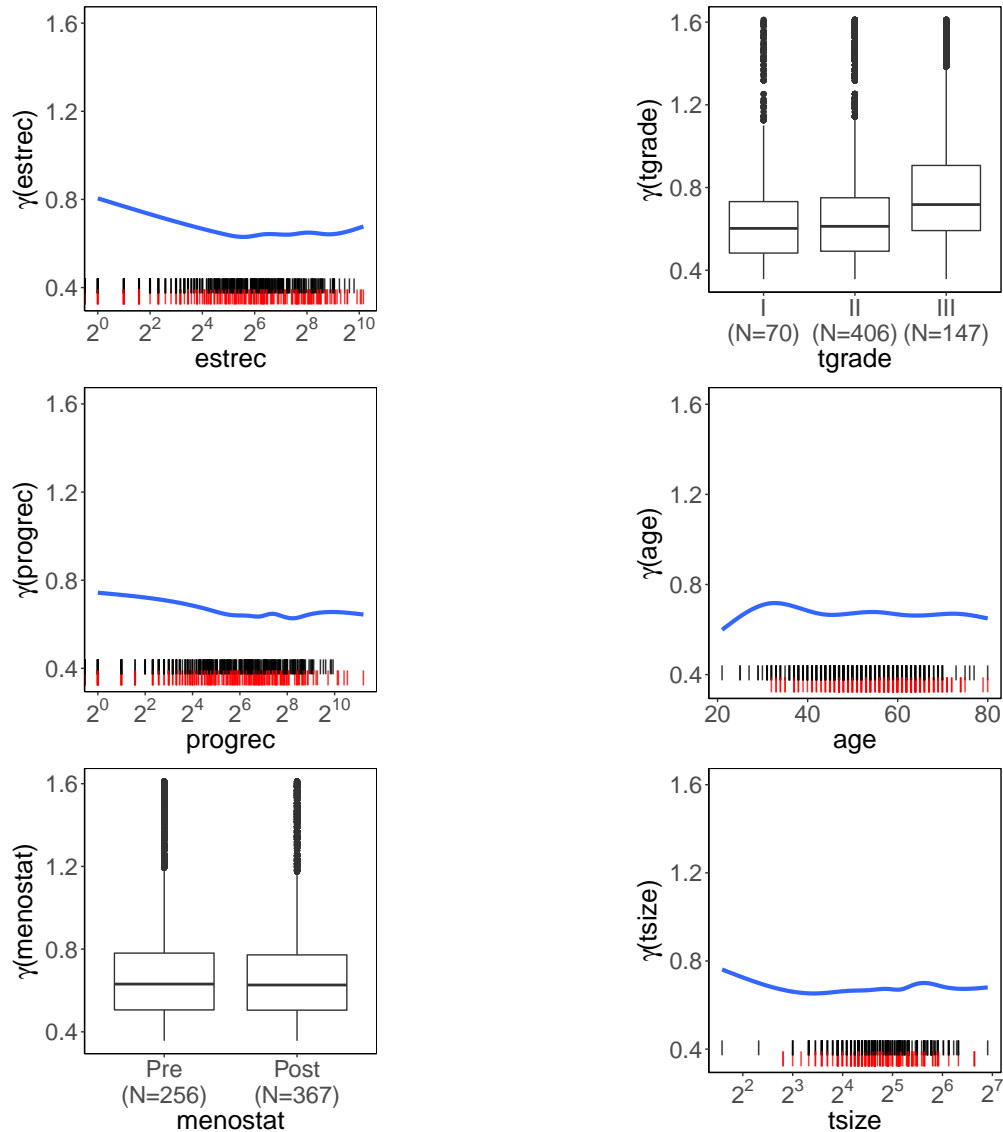 1.6
1.2
0.8
0.4
γ(estrec)
2^0 2^2 2^4 2^6 2^8 2^10
estrec
1.6
1.2
0.8
0.4
γ(tgrade)
I II III
(N=70) (N=406) (N=147)
tgrade
1.6
1.2
0.8
0.4
γ(progrec)
2^0 2^2 2^4 2^6 2^8 2^10
progrec
1.6
1.2
0.8
0.4
γ(age)
20 40 60 80
age
1.6
1.2
0.8
0.4
γ(menostat)
Pre Post
(N=256) (N=367)
menostat
1.6
1.2
0.8
0.4
γ(tsize)
2^2 2^3 2^4 2^5 2^6 2^7
tsize